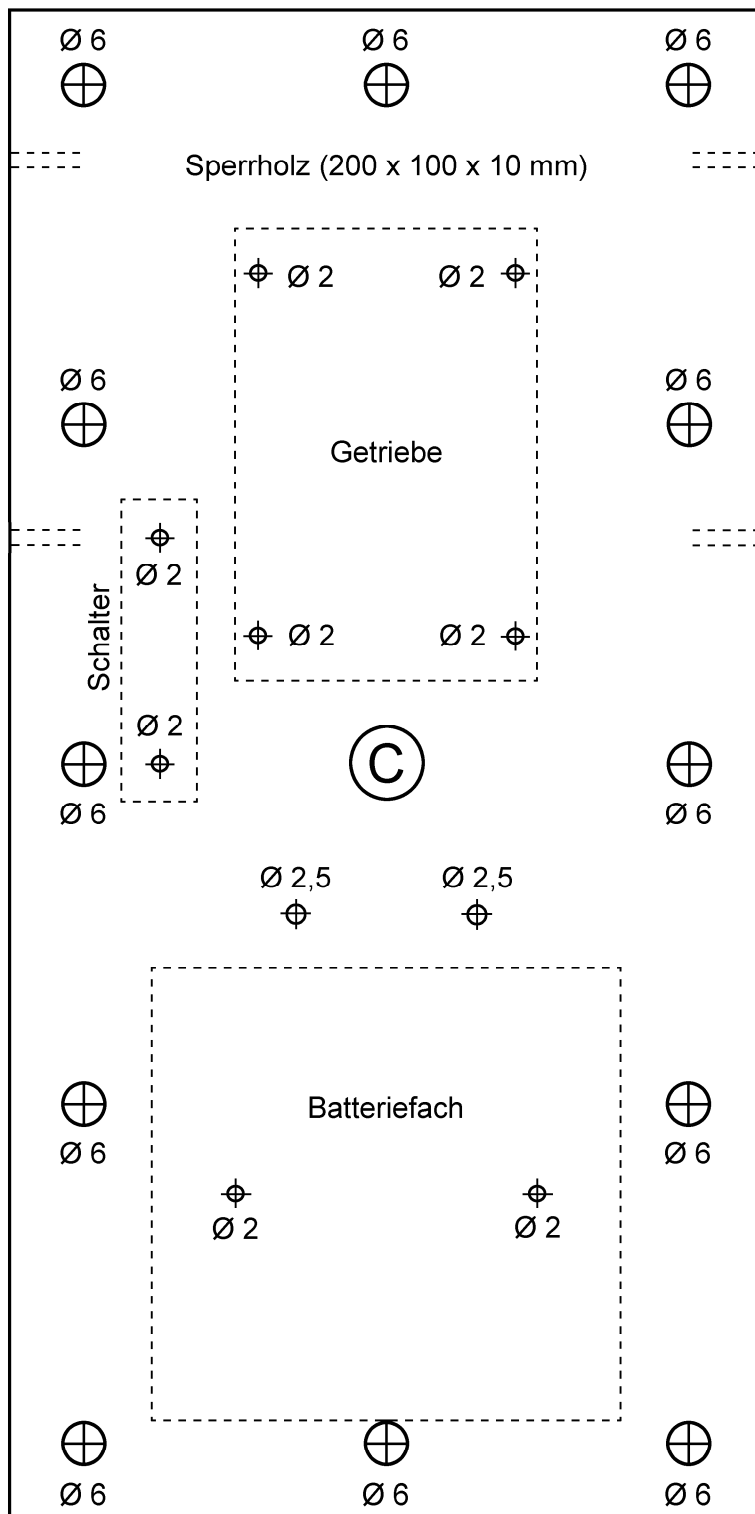 Ø 6 Ø 6 Ø 6
Sperrholz (200 x 100 x 10 mm)
Ø 2 Ø 2
Ø 6 Ø 6
Getriebe
Ø 2
Schalter
Ø 2 Ø 2
Ø 2
C
Ø 6 Ø 6
Ø 2,5 Ø 2,5
Batteriefach
Ø 6 Ø 6
Ø 2 Ø 2
Ø 6 Ø 6 Ø 6